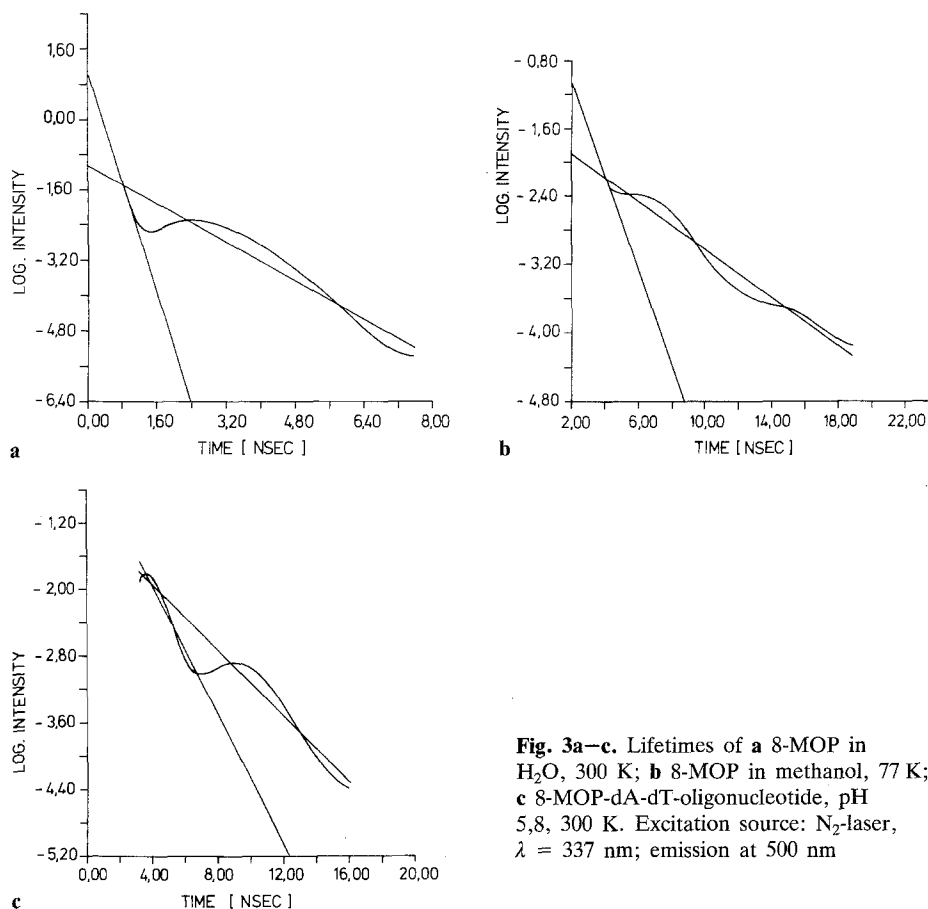 1,60
0,00
-1,60
-3,20
-4,80
-6,40
LOG. INTENSITY
0,00 1,60 3,20 4,80 6,40 8,00
TIME [ NSEC ]
a
-0,80
-1,60
-2,40
-3,20
-4,00
-4,80
LOG. INTENSITY
2,00 6,00 10,00 14,00 18,00 22,00
TIME [ NSEC ]
b
-1,20
-2,00
-2,80
-3,60
-4,40
-5,20
LOG. INTENSITY
0,00 4,00 8,00 12,00 16,00 20,00
TIME [ NSEC ]
c
Fig. 3a–c. Lifetimes of a 8-MOP in
H₂O, 300 K; b 8-MOP in methanol, 77 K;
c 8-MOP-dA-dT-oligonucleotide, pH
5,8, 300 K. Excitation source: N₂-laser,
λ = 337 nm; emission at 500 nm